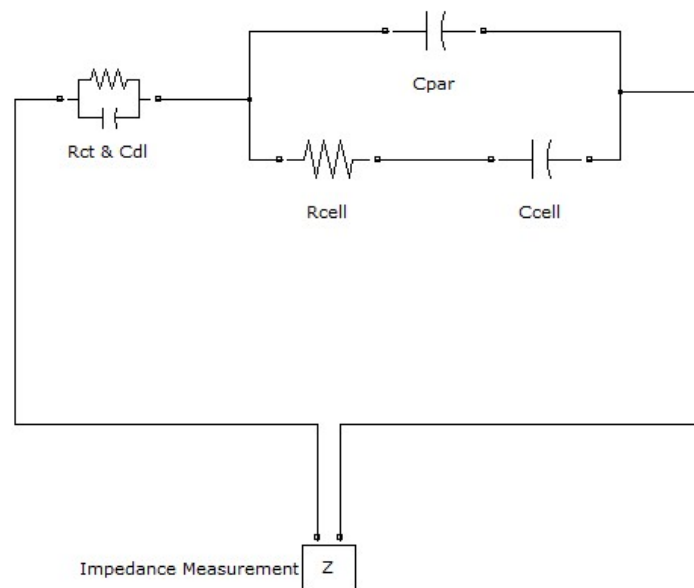 Cpar
Rct & Cdl
Rcell
Ccell
Impedance Measurement
Z